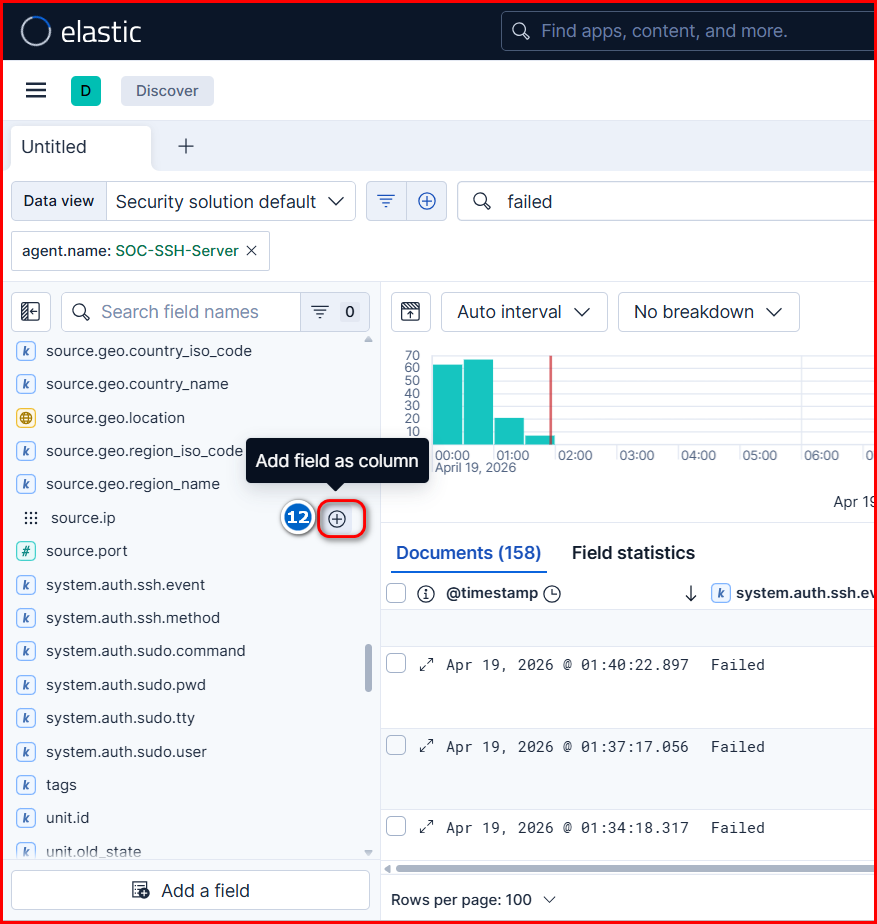 elastic
Find apps, content, and more.
D
Discover
Untitled
Data view
Security solution default
failed
agent.name: SOC-SSH-Server
Search field names
0
Auto interval
No breakdown
k source.geo.country_iso_code
k source.geo.country_name
source.geo.location
k source.geo.region_iso_code
k source.geo.region_name
Add field as column
source.ip
12
# source.port
k system.auth.ssh.event
k system.auth.ssh.method
k system.auth.sudo.command
k system.auth.sudo.pwd
k system.auth.sudo.tty
k system.auth.sudo.user
k tags
k unit.id
k unit.old_state
Add a field
70
60
50
40
30
20
10
00:00 01:00 02:00 03:00 04:00 05:00 06:00 0
April 19, 2026
Apr 19
Documents (158) Field statistics
@timestamp k system.auth.ssh.ev
Apr 19, 2026 @ 01:40:22.897 Failed
Apr 19, 2026 @ 01:37:17.056 Failed
Apr 19, 2026 @ 01:34:18.317 Failed
Rows per page: 100